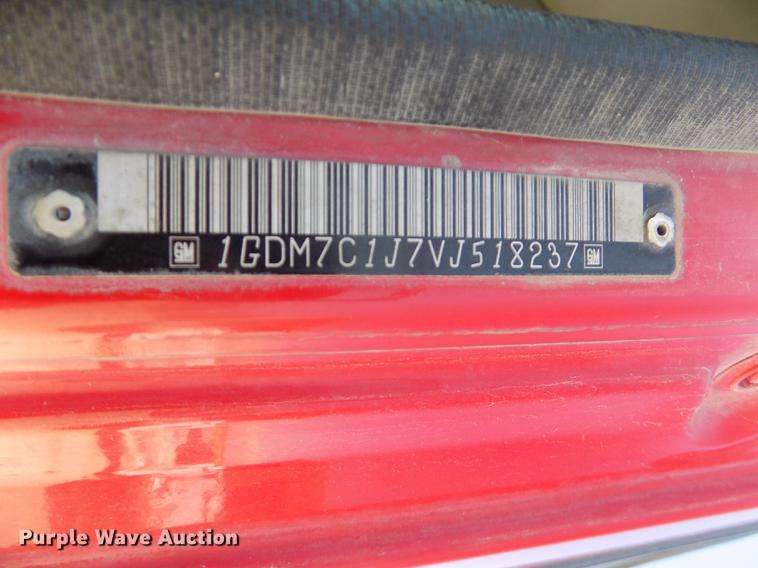 GM 1GDM7C1J7VJ518237 GM
Purple Wave Auction